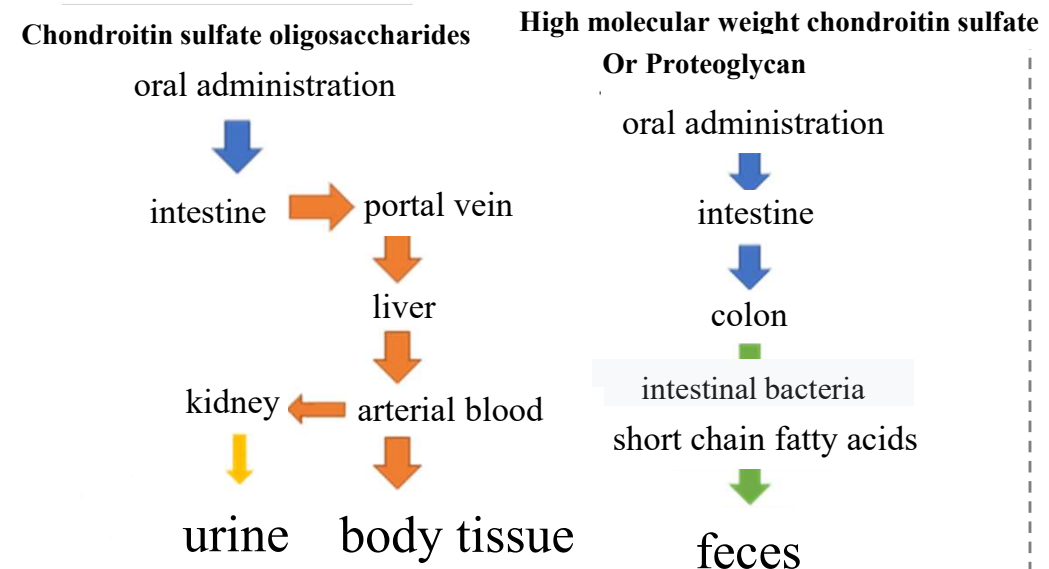 Chondroitin sulfate oligosaccharides
oral administration
intestine
portal vein
liver
kidney
arterial blood
urine
body tissue
High molecular weight chondroitin sulfate
Or Proteoglycan
oral administration
intestine
colon
intestinal bacteria
short chain fatty acids
feces